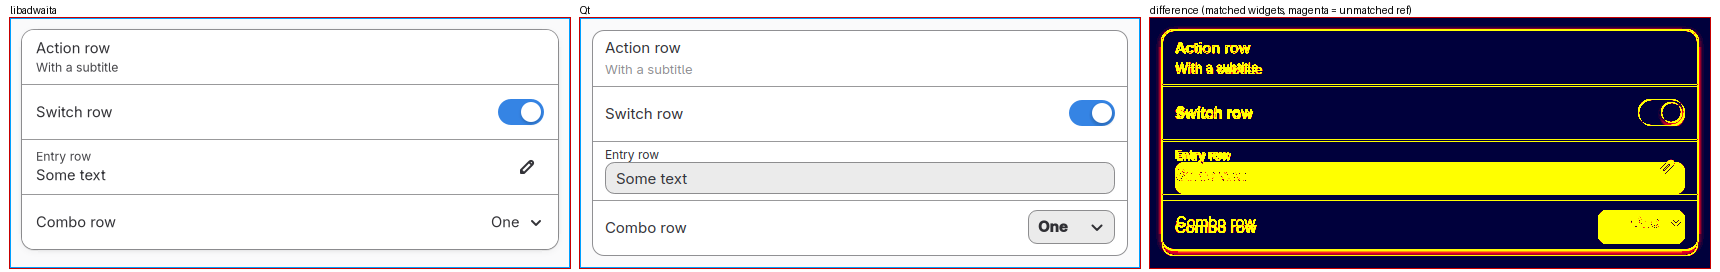 libadwaita
Action row
With a subtitle
Switch row
Entry row
Some text
Combo row
One
Qt
Action row
With a subtitle
Switch row
Entry row
Some text
Combo row
One
difference (matched widgets, magenta = unmatched ref)
Action row
With a subtitle
Switch row
Entry row
Combo row